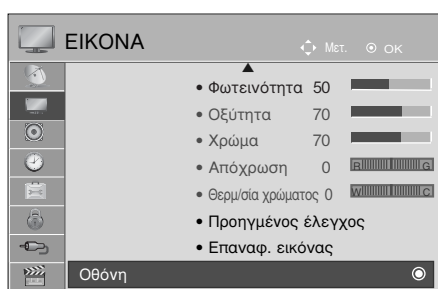 ΕΙΚΟΝΑ Μετ. OK
• Φωτεινότητα 50
• Οξύτητα 70
• Χρώμα 70
• Απόχρωση 0 R G
• Θερμ/σία χρώματος 0 W C
• Προηγμένος έλεγχος
• Επαναφ. εικόνας
Οθόνη